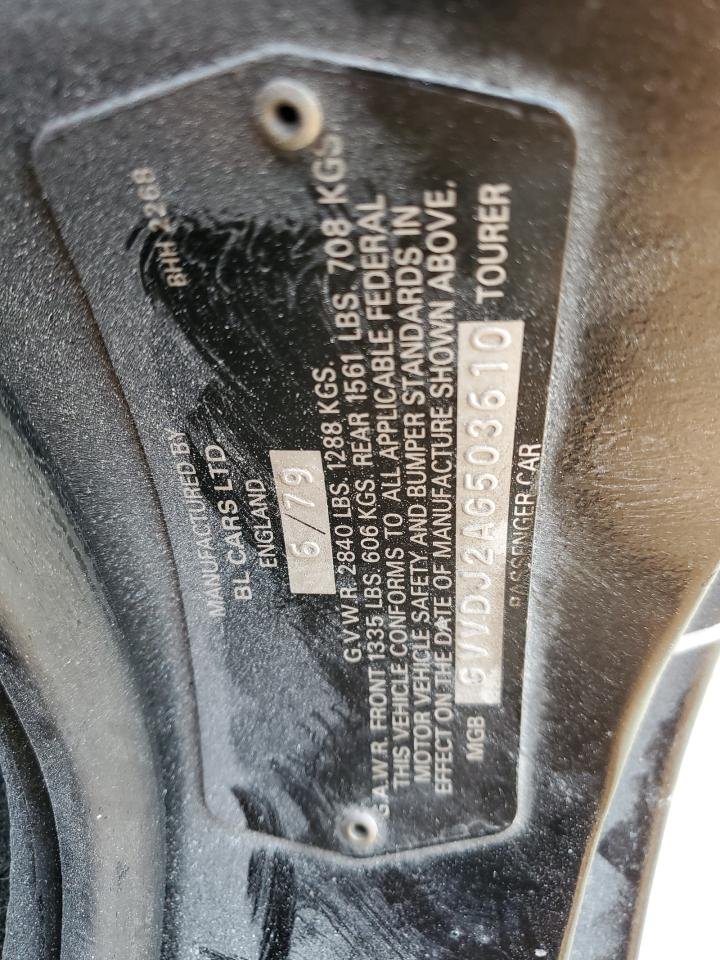 BHH 2268
MANUFACTURED BY
BL CARS LTD
ENGLAND
6/79
G.V.W.R. 2840 LBS. 1288 KGS.
G.A.W.R. FRONT 1335 LBS. 606 KGS. REAR 1561 LBS. 708 KGS
THIS VEHICLE CONFORMS TO ALL APPLICABLE FEDERAL
MOTOR VEHICLE SAFETY AND BUMPER STANDARDS IN
EFFECT ON THE DATE OF MANUFACTURE SHOWN ABOVE.
MGB GVVDJ2AG503610 TOURER
PASSENGER CAR